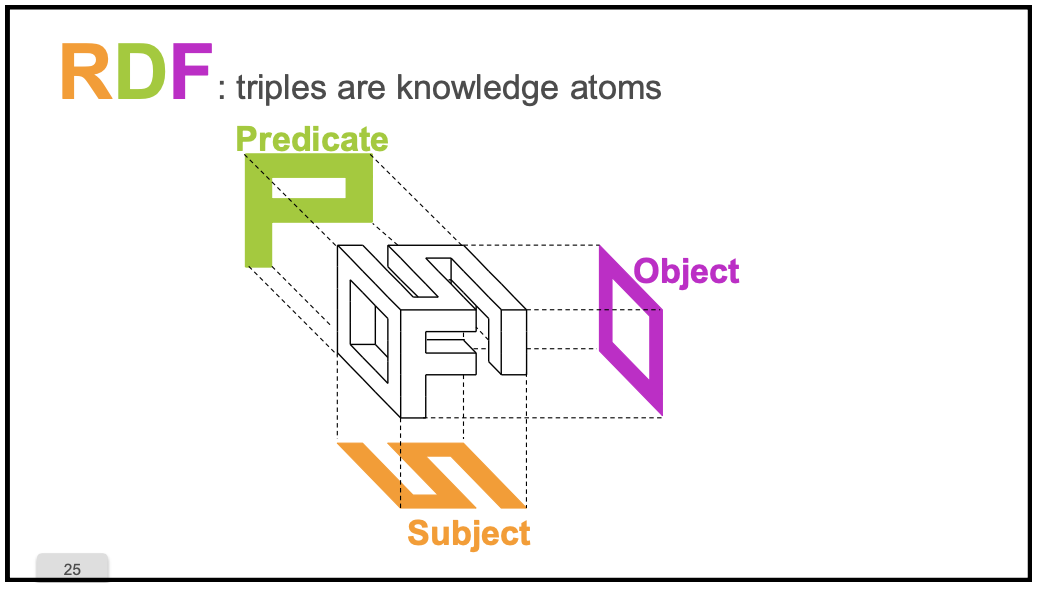 RDF : triples are knowledge atoms
Predicate
P
Object
O
S
Subject
25